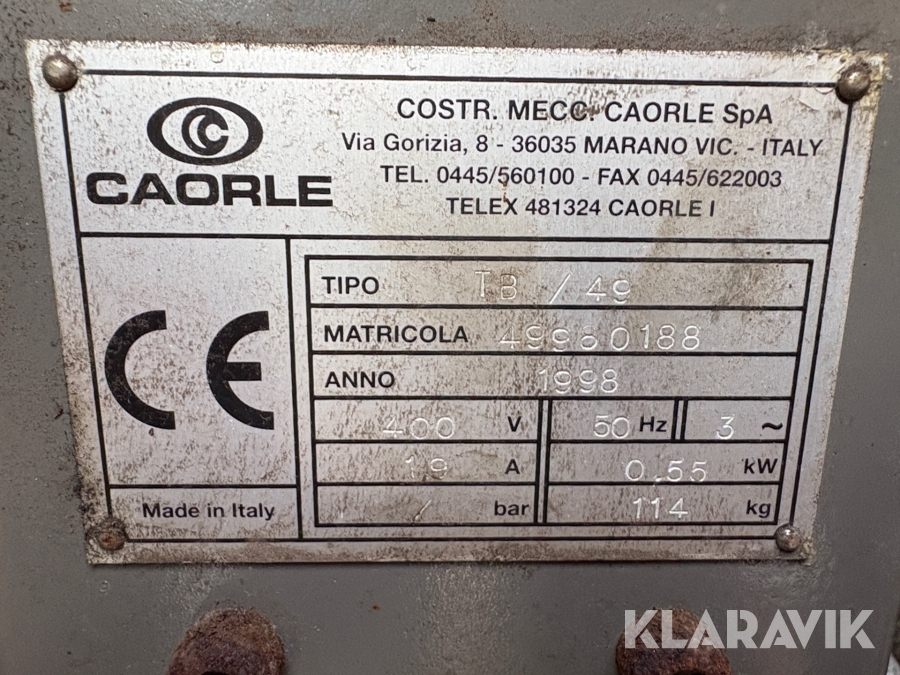 CAORLE
COSTR. MECC. CAORLE SpA
Via Gorizia, 8 - 36035 MARANO VIC. - ITALY
TEL. 0445/560100 - FAX 0445/622003
TELEX 481324 CAORLE I
CE
Made in Italy
TIPO TB / 49
MATRICOLA 49980188
ANNO 1998
400 V 50 Hz 3 ~
1,9 A 0,55 kW
/ bar 114 kg
KLARAVIK